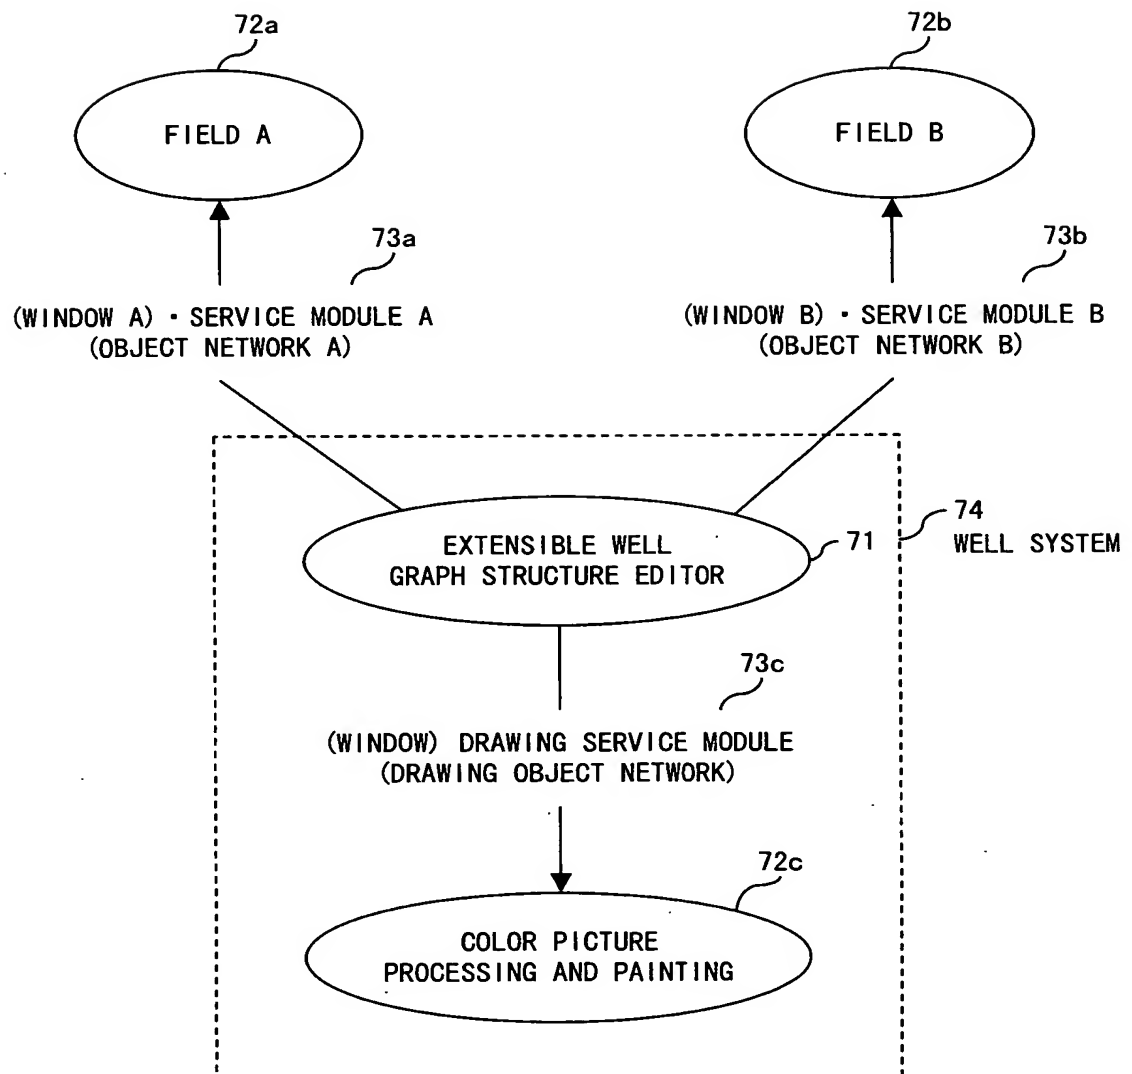 72a
72b
FIELD A
FIELD B
73a
73b
(WINDOW A)・SERVICE MODULE A
(OBJECT NETWORK A)
(WINDOW B)・SERVICE MODULE B
(OBJECT NETWORK B)
74
WELL SYSTEM
71
EXTENSIBLE WELL
GRAPH STRUCTURE EDITOR
73c
(WINDOW) DRAWING SERVICE MODULE
(DRAWING OBJECT NETWORK)
72c
COLOR PICTURE
PROCESSING AND PAINTING